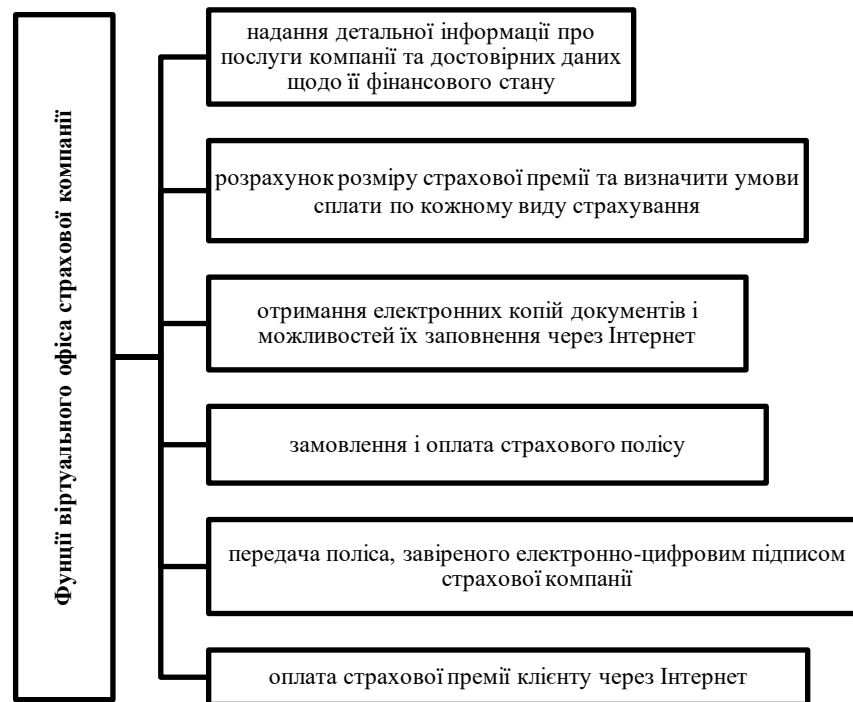 Фунції віртуального офіса страхової компанії
надання детальної інформації про
послуги компанії та достовірних даних
щодо її фінансового стану
розрахунок розміру страхової премії та визначити умови
сплати по кожному виду страхування
отримання електронних копій документів і
можливостей їх заповнення через Інтернет
замовлення і оплата страхового полісу
передача поліса, завіреного електронно-цифровим підписом
страхової компанії
оплата страхової премії клієнту через Інтернет